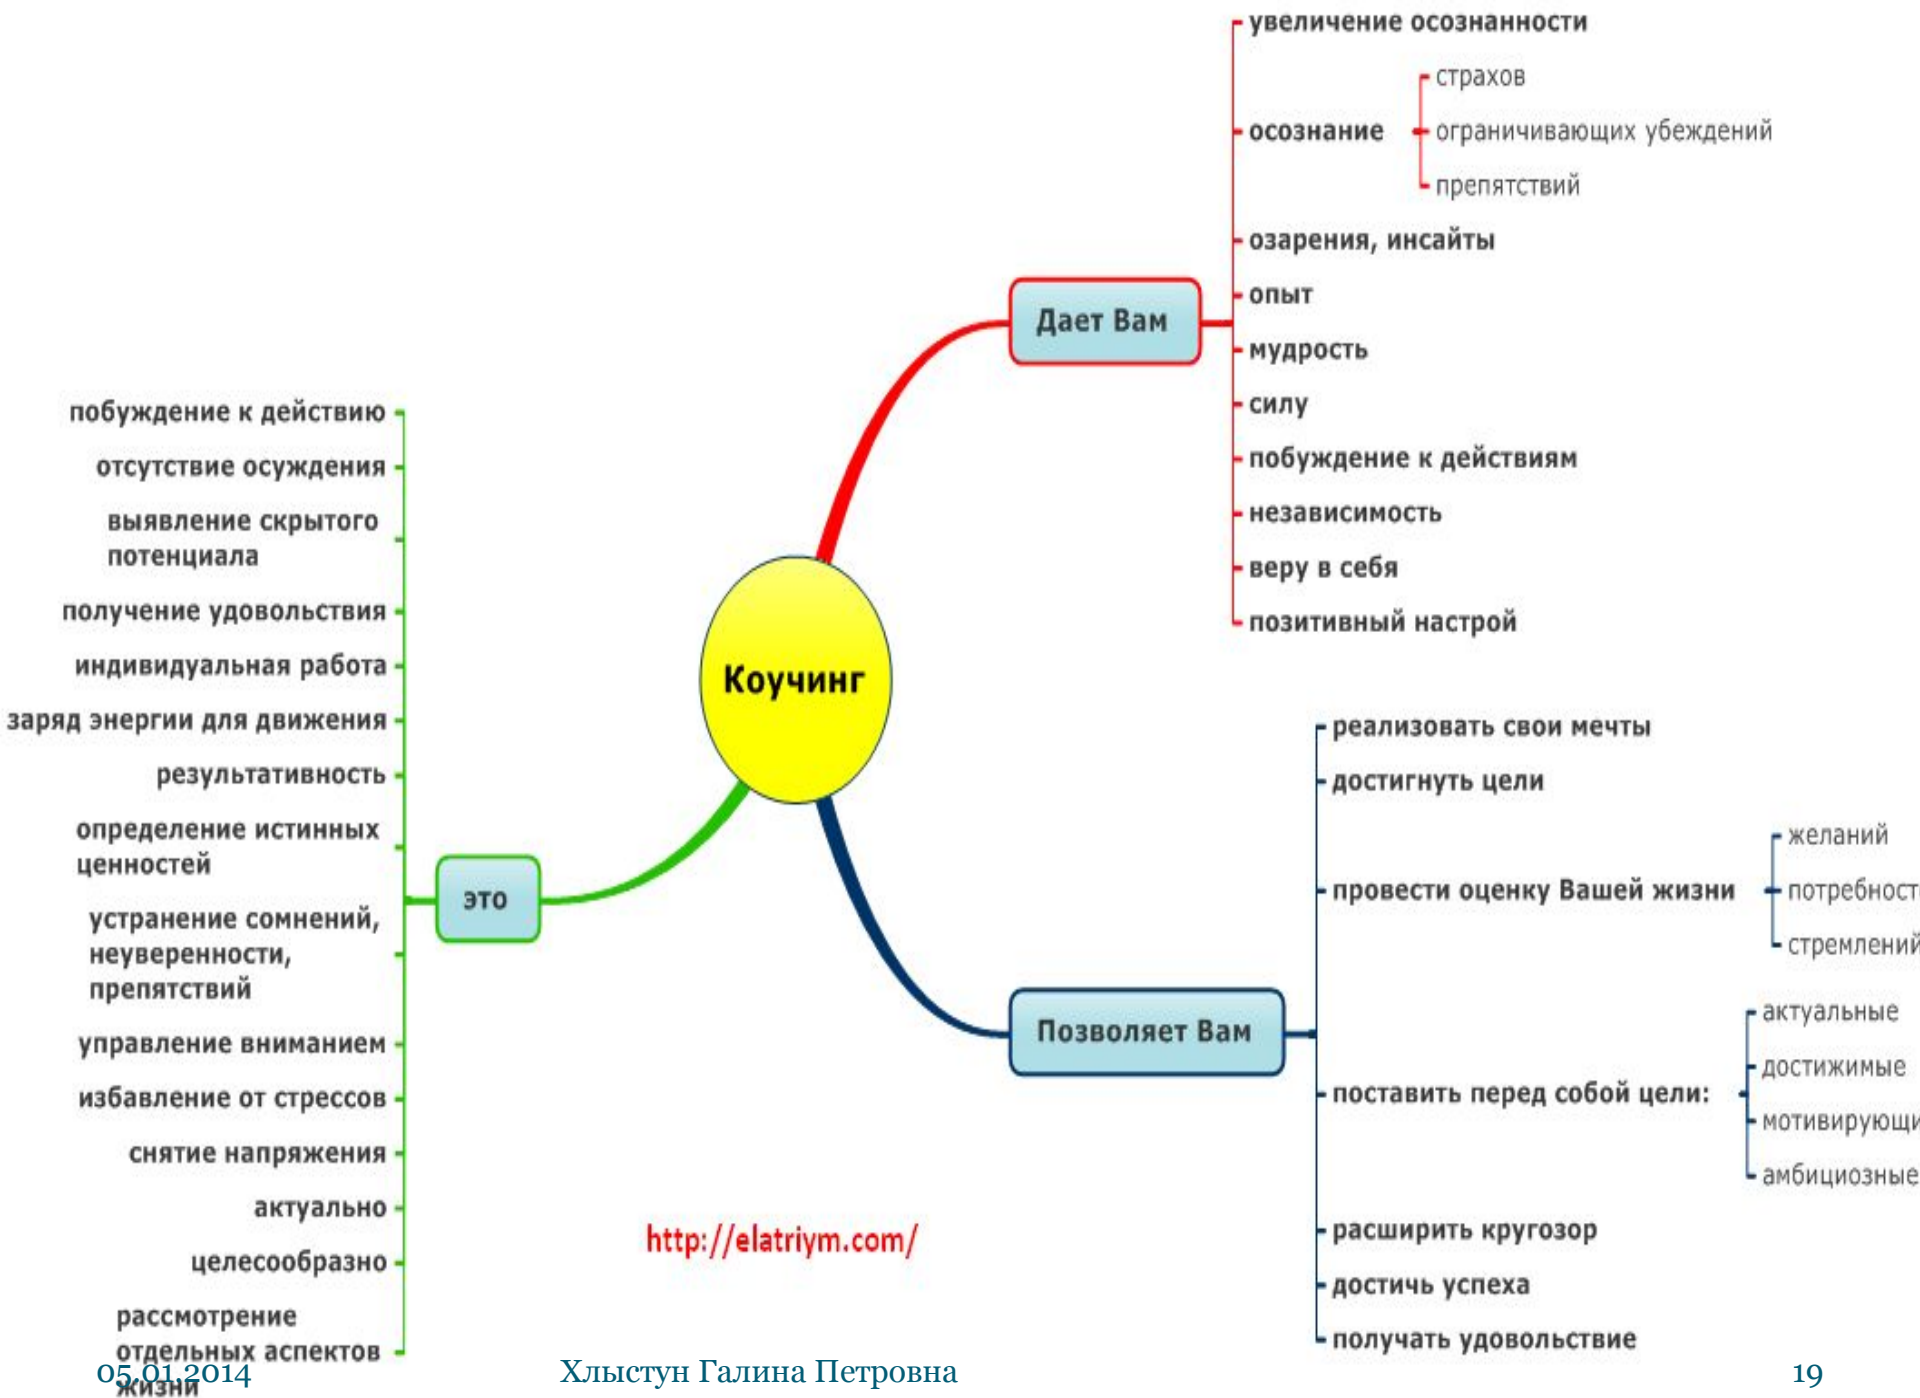 Коучинг
Дает Вам
увеличение осознанности
осознание
страхов
ограничивающих убеждений
препятствий
озарения, инсайты
опыт
мудрость
силу
побуждение к действиям
независимость
веру в себя
позитивный настрой
Позволяет Вам
реализовать свои мечты
достигнуть цели
провести оценку Вашей жизни
желаний
потребност
стремлений
поставить перед собой цели:
актуальные
достижимые
мотивирующи
амбициозные
расширить кругозор
достичь успеха
получать удовольствие
это
побуждение к действию
отсутствие осуждения
выявление скрытого
потенциала
получение удовольствия
индивидуальная работа
заряд энергии для движения
результативность
определение истинных
ценностей
устранение сомнений,
неуверенности,
препятствий
управление вниманием
избавление от стрессов
снятие напряжения
актуально
целесообразно
рассмотрение
отдельных аспектов
жизни
http://elatriym.com/
05.01.2014
Хлыстун Галина Петровна
19